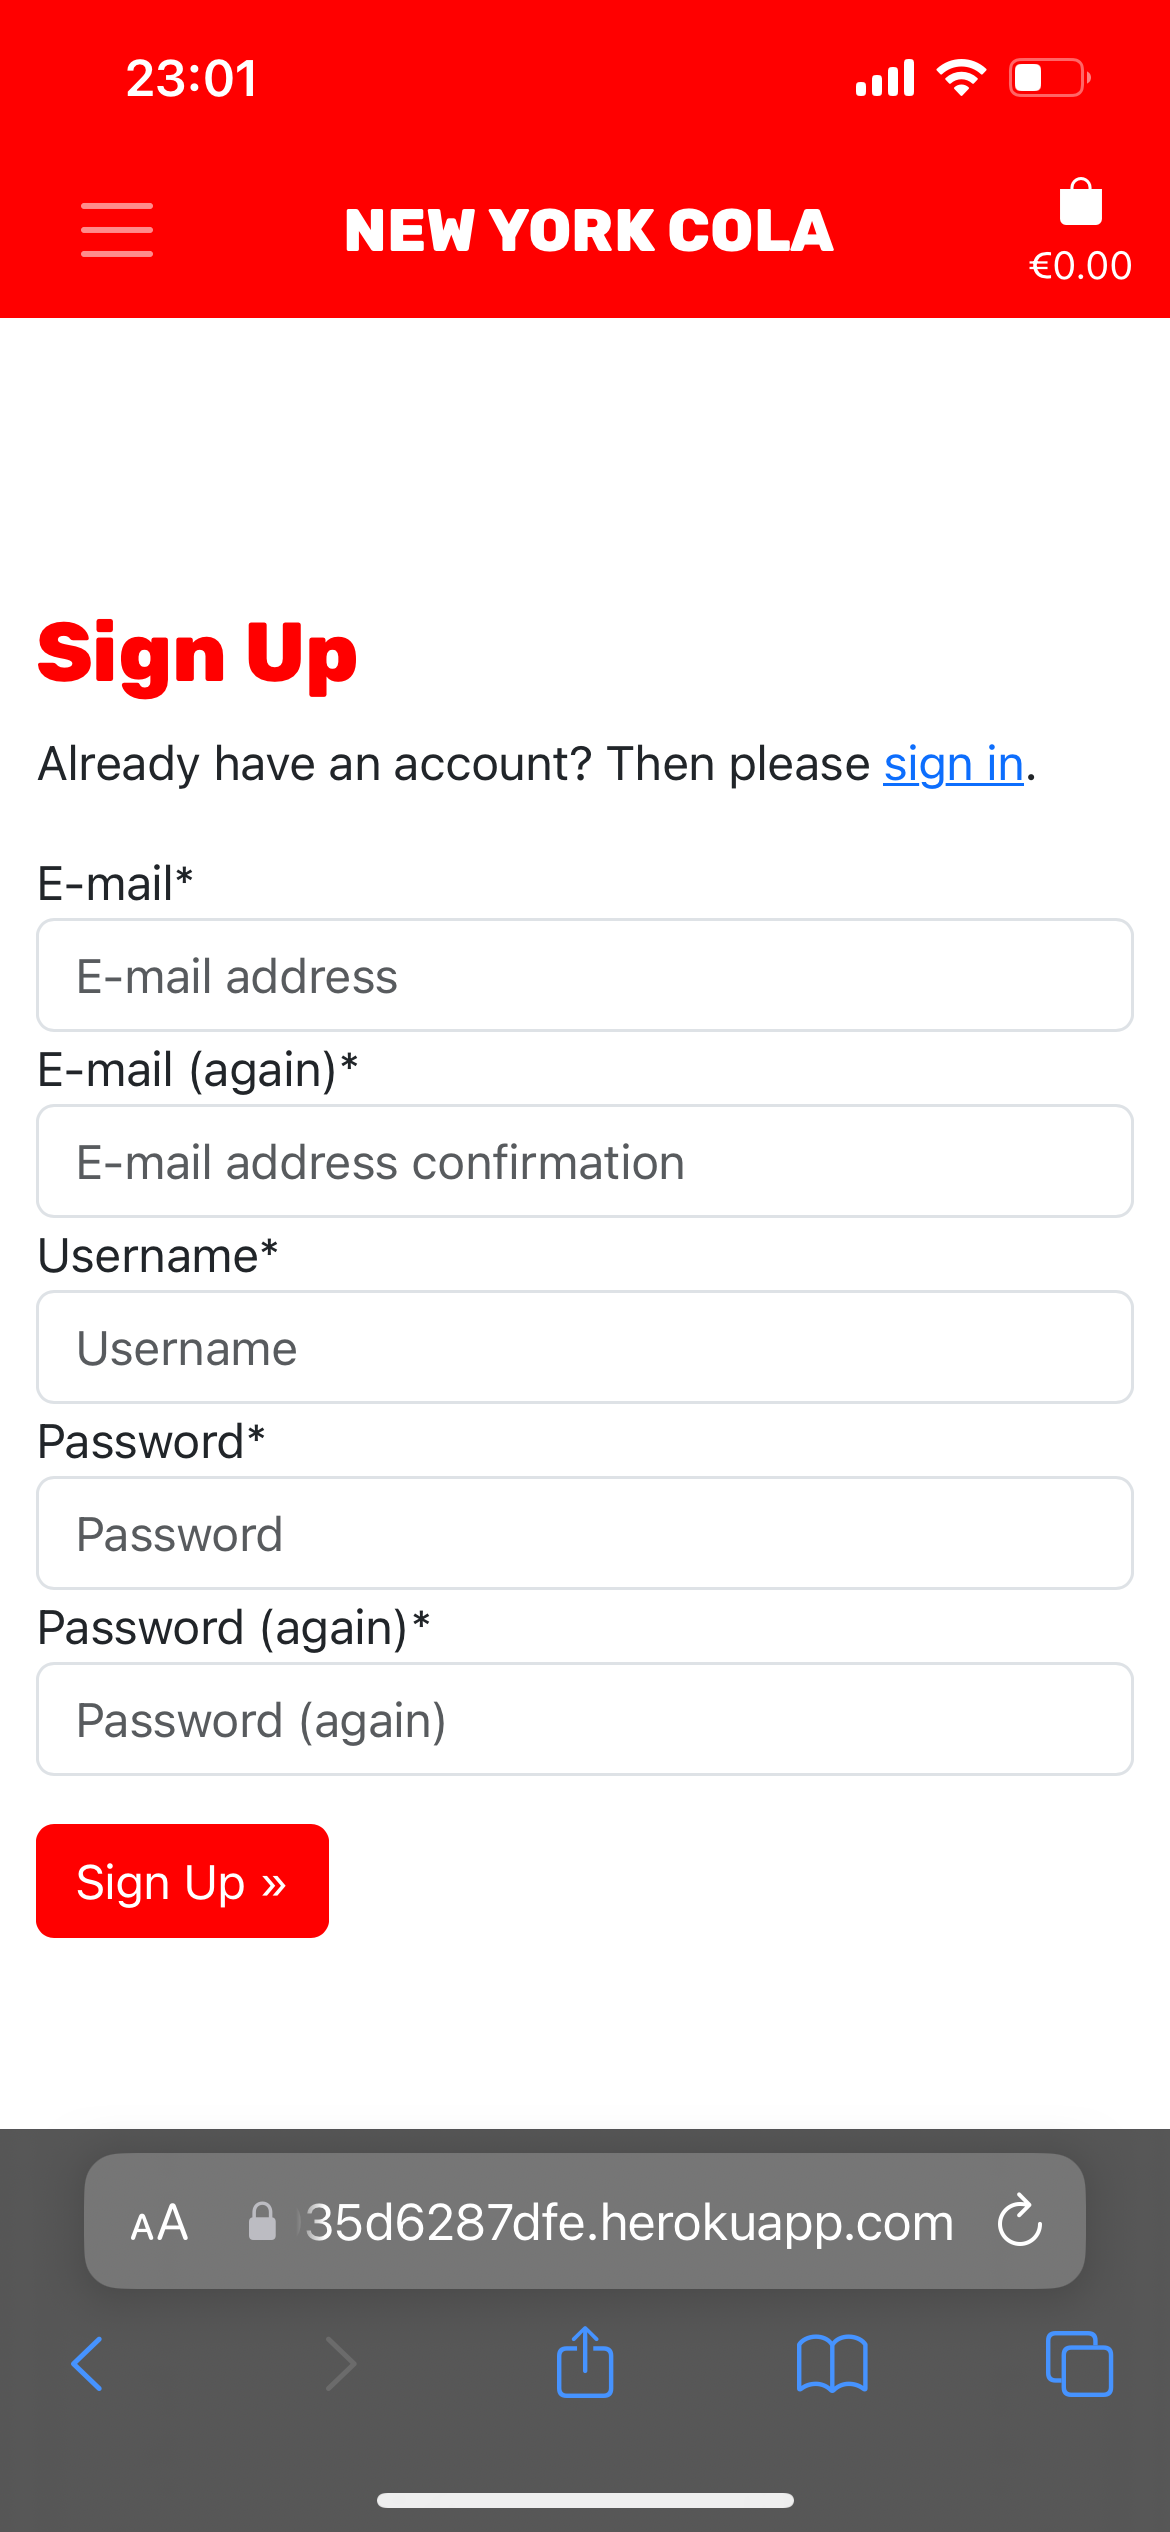 23:01
NEW YORK COLA
€0.00
Sign Up
Already have an account? Then please sign in.
E-mail*
E-mail address
E-mail (again)*
E-mail address confirmation
Username*
Username
Password*
Password
Password (again)*
Password (again)
Sign Up »
AA 35d6287dfe.herokuapp.com